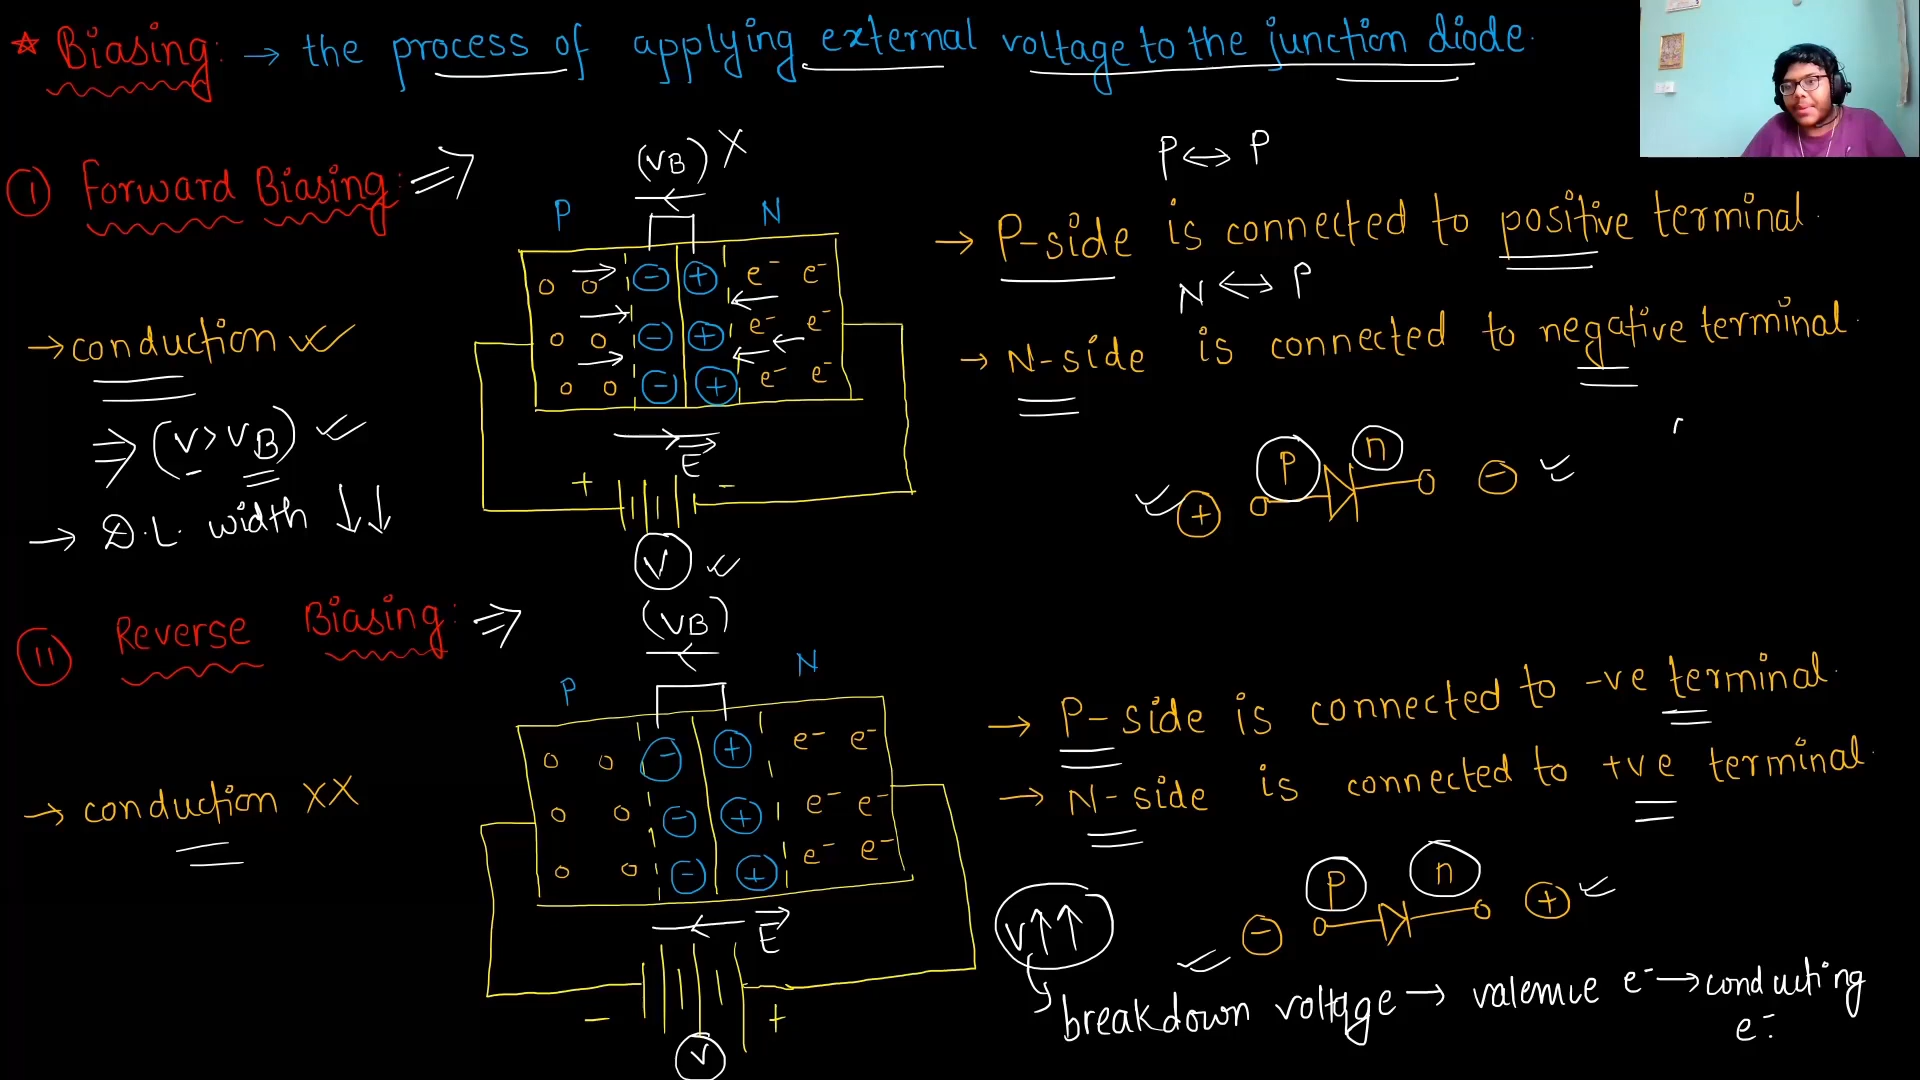 * Biasing: → the process of applying external voltage to the junction diode.
① Forward Biasing: ⇒
(VB) X
P N
o o - + e⁻ e⁻
o o - + e⁻ e⁻
o o - + e⁻ e⁻
E
+ -
V ✓
→ conduction ✓
⇒ (V > VB) ✓
→ D.L. width ↓↓
P ↔ P
→ P-side is connected to positive terminal.
N ↔ P
→ N-side is connected to negative terminal.
✓ + P n - ✓
② Reverse Biasing: ⇒
(VB)
P N
o o - + e⁻ e⁻
o o - + e⁻ e⁻
o o - + e⁻ e⁻
E
- +
V
→ conduction XX
→ P-side is connected to -ve terminal.
→ N-side is connected to +ve terminal.
✓ - P n + ✓
V↑↑
breakdown voltage → valemce e⁻ → conducting
e⁻